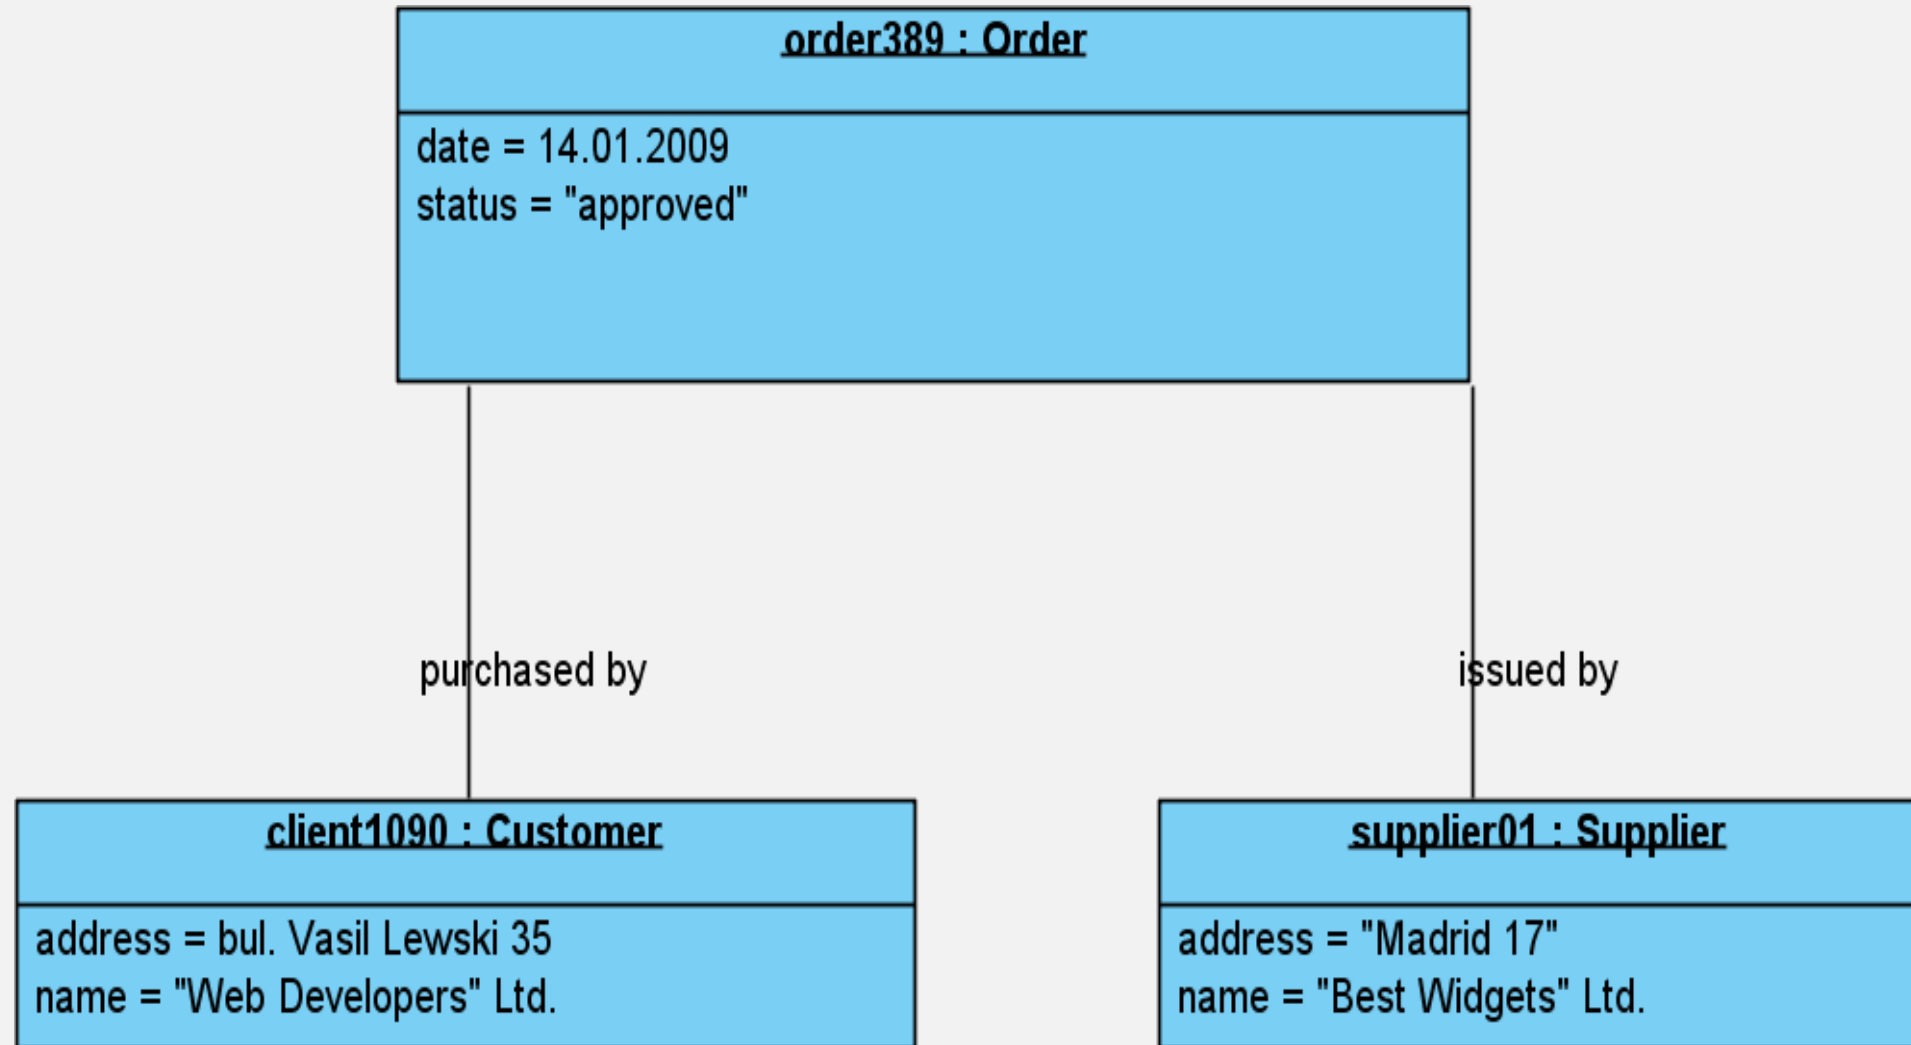 order389 : Order
date = 14.01.2009
status = "approved"
purchased by
issued by
client1090 : Customer
address = bul. Vasil Lewski 35
name = "Web Developers" Ltd.
supplier01 : Supplier
address = "Madrid 17"
name = "Best Widgets" Ltd.